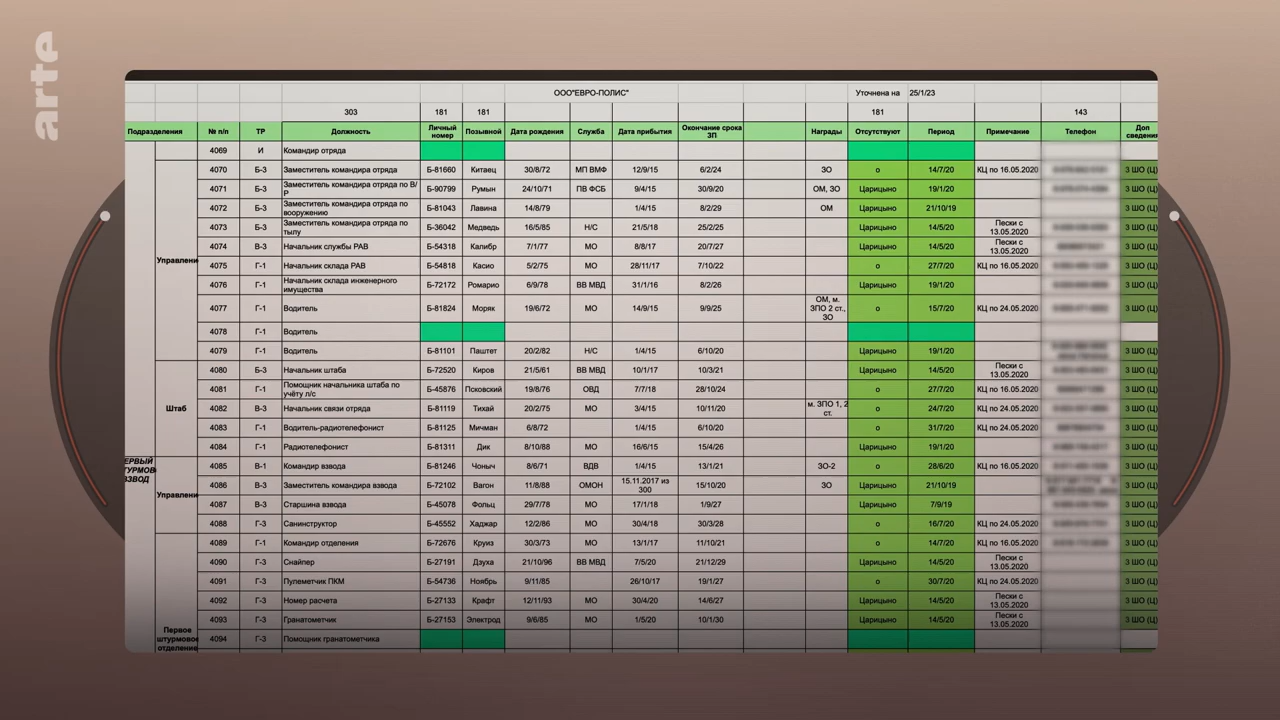 arte
ООО"ЕВРО-ПОЛИС" Уточнена на 25/1/23
303 181 181 181 143
Подразделения № п/п ТР Должность Личный номер Позывной Дата рождения Служба Дата прибытия Окончание срока ЗП Награды Отсутствуют Период Примечание Телефон Доп сведения
4069 И Командир отряда
4070 Б-3 Заместитель командира отряда Б-81660 Китаец 30/8/72 МП ВМФ 12/9/15 6/2/24 ЗО о 14/7/20 КЦ по 16.05.2020 3 ШО (Ц)
4071 Б-3 Заместитель командира отряда по В/Р Б-90799 Румын 24/10/71 ПВ ФСБ 9/4/15 30/9/20 ОМ, ЗО Царицыно 19/1/20 3 ШО (Ц)
4072 Б-3 Заместитель командира отряда по вооружению Б-81043 Лавина 14/8/79 1/4/15 8/2/29 ОМ Царицыно 21/10/19 3 ШО (Ц)
4073 Б-3 Заместитель командира отряда по тылу Б-36042 Медведь 16/5/85 Н/С 21/5/18 25/2/25 Царицыно 14/5/20 Пески с 13.05.2020 3 ШО (Ц)
Управлени 4074 В-3 Начальник службы РАВ Б-54318 Калибр 7/1/77 МО 8/8/17 20/7/27 Царицыно 14/5/20 Пески с 13.05.2020 3 ШО (Ц)
4075 Г-1 Начальник склада РАВ Б-54818 Касио 5/2/75 МО 28/11/17 7/10/22 о 27/7/20 КЦ по 16.05.2020 3 ШО (Ц)
4076 Г-1 Начальник склада инженерного имущества Б-72172 Ромарио 6/9/78 ВВ МВД 31/1/16 8/2/26 Царицыно 19/1/20 3 ШО (Ц)
4077 Г-1 Водитель Б-81824 Моряк 19/6/72 МО 14/9/15 9/9/25 ОМ, м. ЗПО 2 ст., ЗО о 15/7/20 КЦ по 24.05.2020 3 ШО (Ц)
4078 Г-1 Водитель
4079 Г-1 Водитель Б-81101 Паштет 20/2/82 Н/С 1/4/15 6/10/20 Царицыно 19/1/20 3 ШО (Ц)
4080 Б-3 Начальник штаба Б-72520 Киров 21/5/61 ВВ МВД 10/1/17 10/3/21 Царицыно 14/5/20 Пески с 13.05.2020 3 ШО (Ц)
4081 Г-1 Помощник начальника штаба по учёту л/с Б-45876 Псковский 19/8/76 ОВД 7/7/18 28/10/24 о 27/7/20 КЦ по 16.05.2020 3 ШО (Ц)
Штаб 4082 В-3 Начальник связи отряда Б-81119 Тихай 20/2/75 МО 3/4/15 10/11/20 м. ЗПО 1, 2 ст. о 24/7/20 КЦ по 24.05.2020 3 ШО (Ц)
4083 Г-1 Водитель-радиотелефонист Б-81125 Мичман 6/8/72 1/4/15 6/10/20 о 31/7/20 КЦ по 24.05.2020 3 ШО (Ц)
4084 Г-1 Радиотелефонист Б-81311 Дик 8/10/88 МО 16/6/15 15/4/26 Царицыно 19/1/20 3 ШО (Ц)
ЕРВЫЙ ТУРМОВ ВЗВОД 4085 В-1 Командир взвода Б-81246 Чоныч 8/6/71 ВДВ 1/4/15 13/1/21 ЗО-2 о 28/6/20 КЦ по 16.05.2020 3 ШО (Ц)
Управлени 4086 В-3 Заместитель командира взвода Б-72102 Вагон 11/8/88 ОМОН 15.11.2017 из 300 15/10/20 ЗО Царицыно 21/10/19 3 ШО (Ц)
4087 В-3 Старшина взвода Б-45078 Фольц 29/7/78 МО 17/1/18 1/9/27 Царицыно 7/9/19 3 ШО (Ц)
4088 Г-3 Санинструктор Б-45552 Хаджар 12/2/86 МО 30/4/18 30/3/28 о 16/7/20 КЦ по 24.05.2020 3 ШО (Ц)
4089 Г-1 Командир отделения Б-72676 Круиз 30/3/73 МО 13/1/17 11/10/21 о 14/7/20 КЦ по 24.05.2020 3 ШО (Ц)
4090 Г-3 Снайпер Б-27191 Дзуха 21/10/96 ВВ МВД 7/5/20 21/12/29 Царицыно 14/5/20 Пески с 13.05.2020 3 ШО (Ц)
4091 Г-3 Пулеметчик ПКМ Б-54736 Ноябрь 9/11/85 26/10/17 19/1/27 о 30/7/20 КЦ по 24.05.2020 3 ШО (Ц)
4092 Г-3 Номер расчета Б-27133 Крафт 12/11/93 МО 30/4/20 14/6/27 Царицыно 14/5/20 Пески с 13.05.2020 3 ШО (Ц)
4093 Г-3 Гранатометчик Б-27153 Электрод 9/6/85 МО 1/5/20 10/1/30 Царицыно 14/5/20 Пески с 13.05.2020 3 ШО (Ц)
Первое штурмовое отделение 4094 Г-3 Помощник гранатометчика